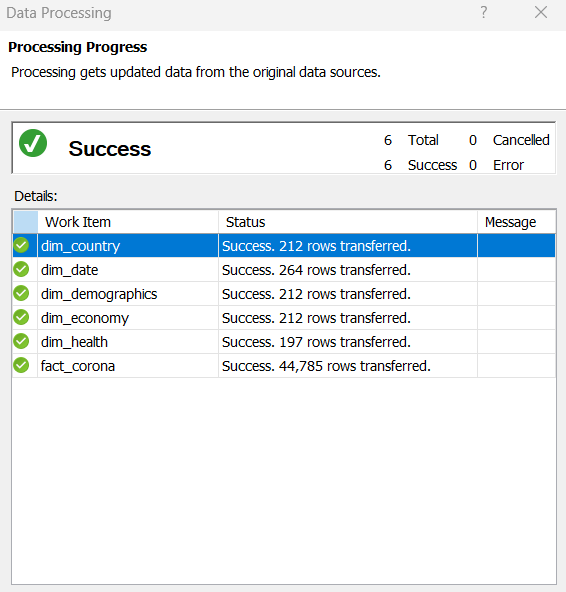 Data Processing ?
Processing Progress
Processing gets updated data from the original data sources.
Success
6 Total 0 Cancelled
6 Success 0 Error
Details:
Work Item Status Message
dim_country Success. 212 rows transferred.
dim_date Success. 264 rows transferred.
dim_demographics Success. 212 rows transferred.
dim_economy Success. 212 rows transferred.
dim_health Success. 197 rows transferred.
fact_corona Success. 44,785 rows transferred.